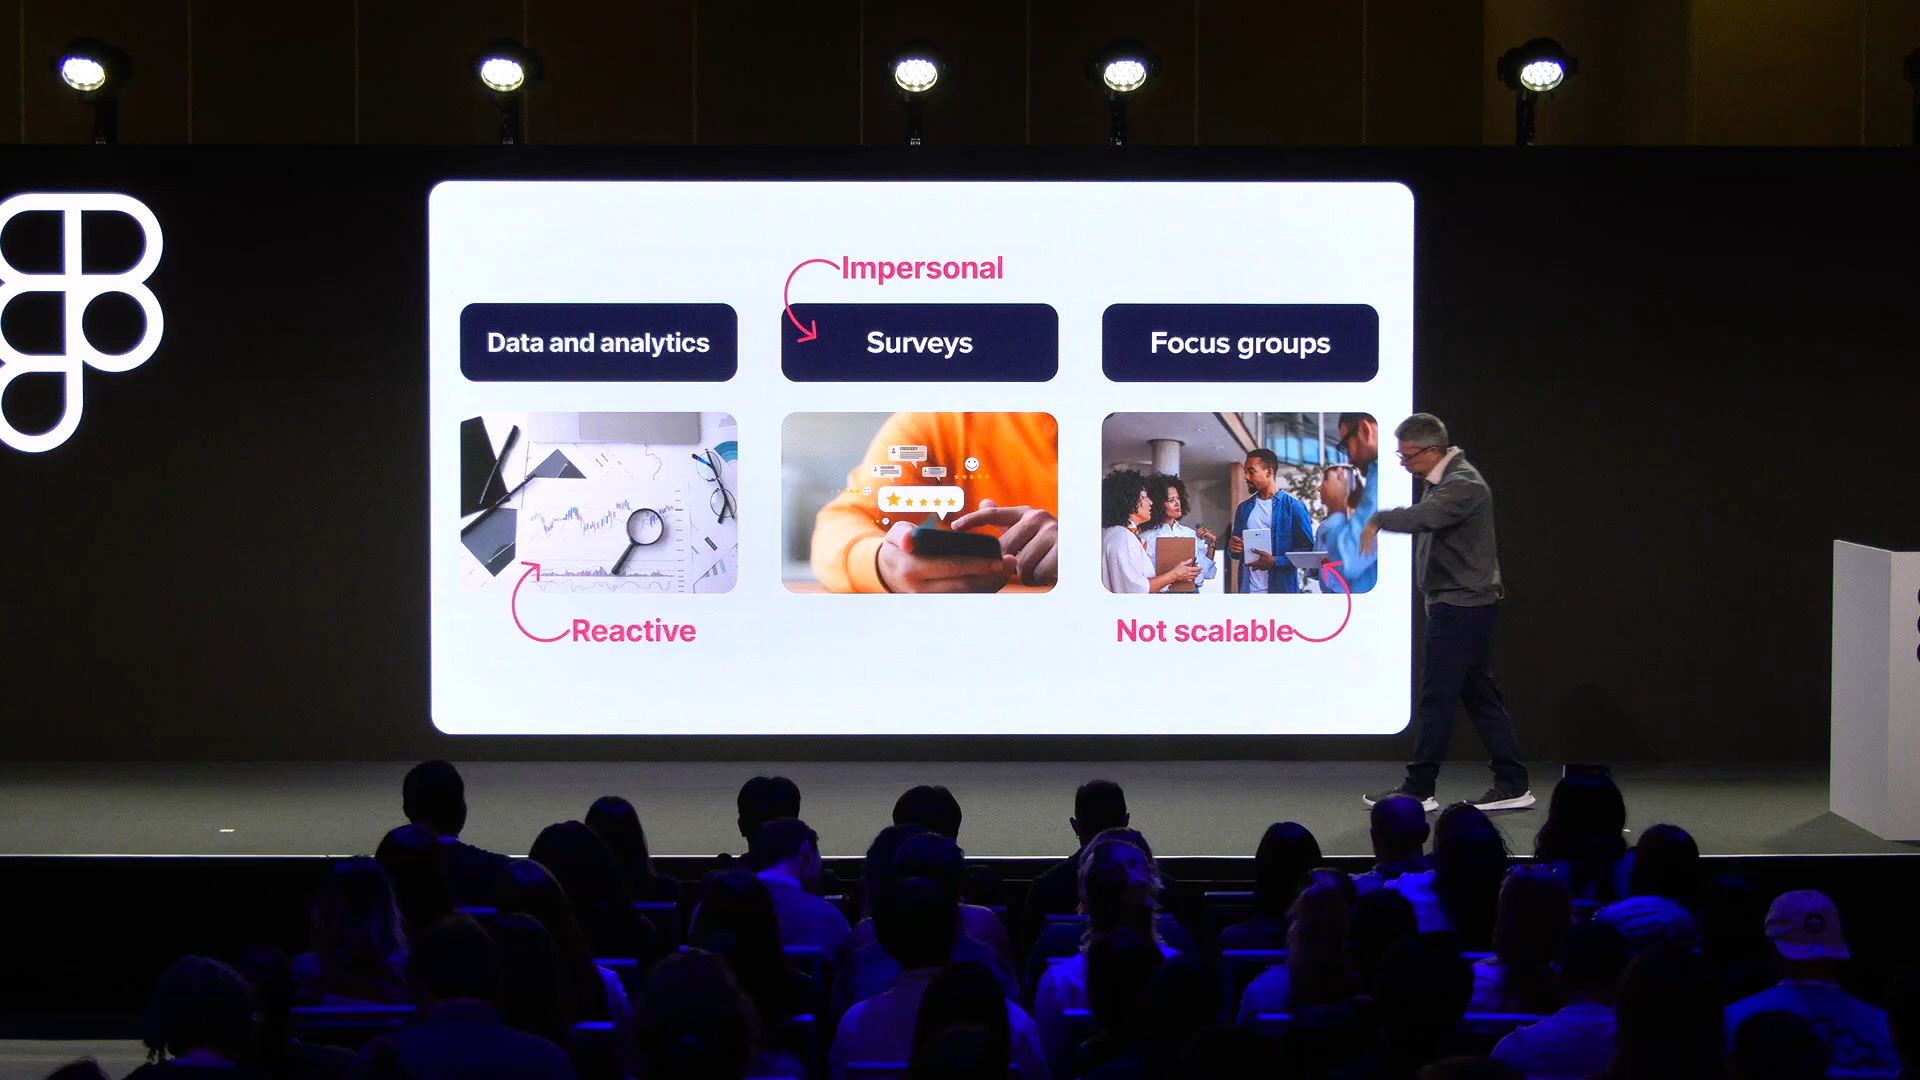 Impersonal
Data and analytics
Surveys
Focus groups
Reactive
Not scalable